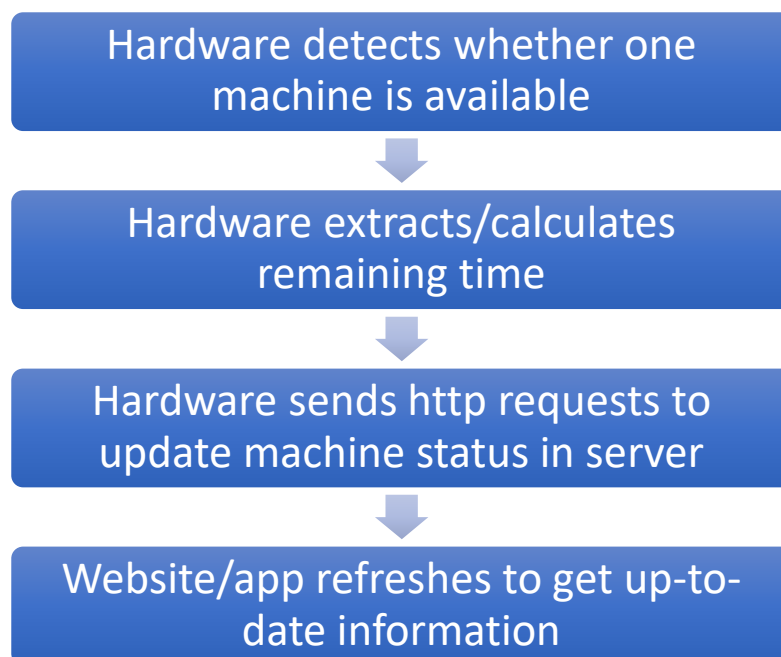 Hardware detects whether one
machine is available
Hardware extracts/calculates
remaining time
Hardware sends http requests to
update machine status in server
Website/app refreshes to get up-to-
date information